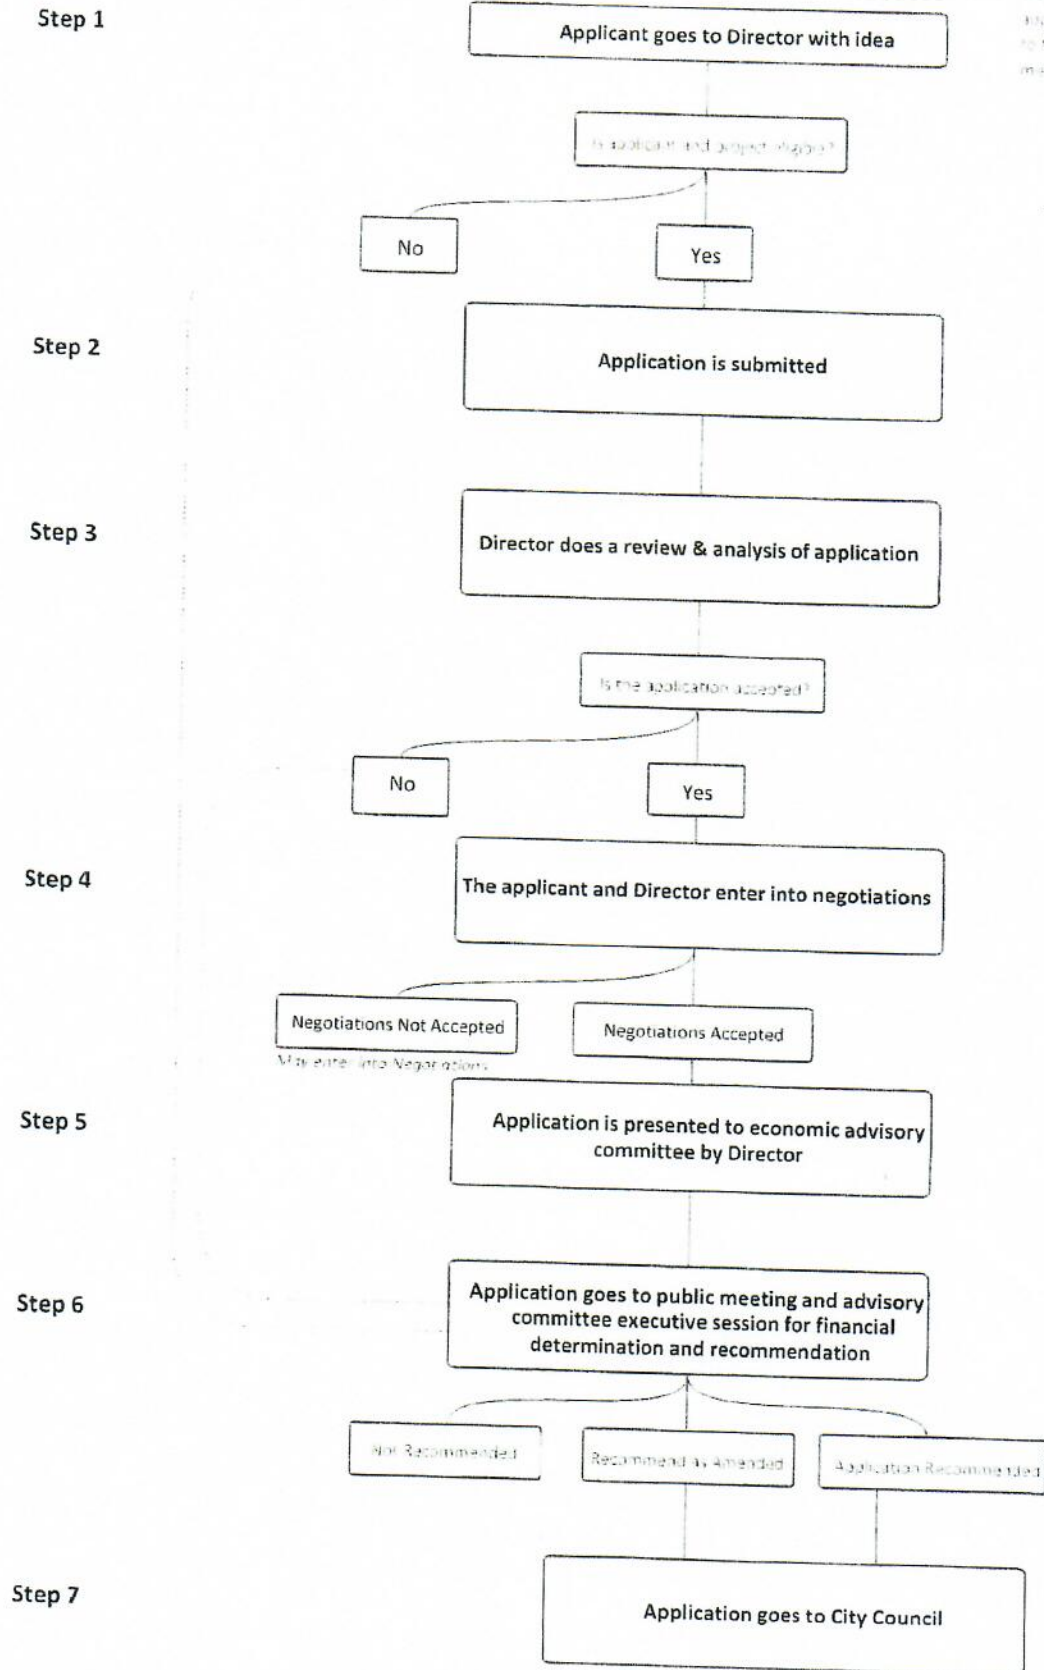 Step 1
Applicant goes to Director with idea
Is applicant and project eligible?
No
Yes
Step 2
Application is submitted
Step 3
Director does a review & analysis of application
Is the application accepted?
No
Yes
Step 4
The applicant and Director enter into negotiations
Negotiations Not Accepted
Negotiations Accepted
May enter into Negotiations
Step 5
Application is presented to economic advisory
committee by Director
Step 6
Application goes to public meeting and advisory
committee executive session for financial
determination and recommendation
Not Recommended
Recommend as Amended
Application Recommended
Step 7
Application goes to City Council